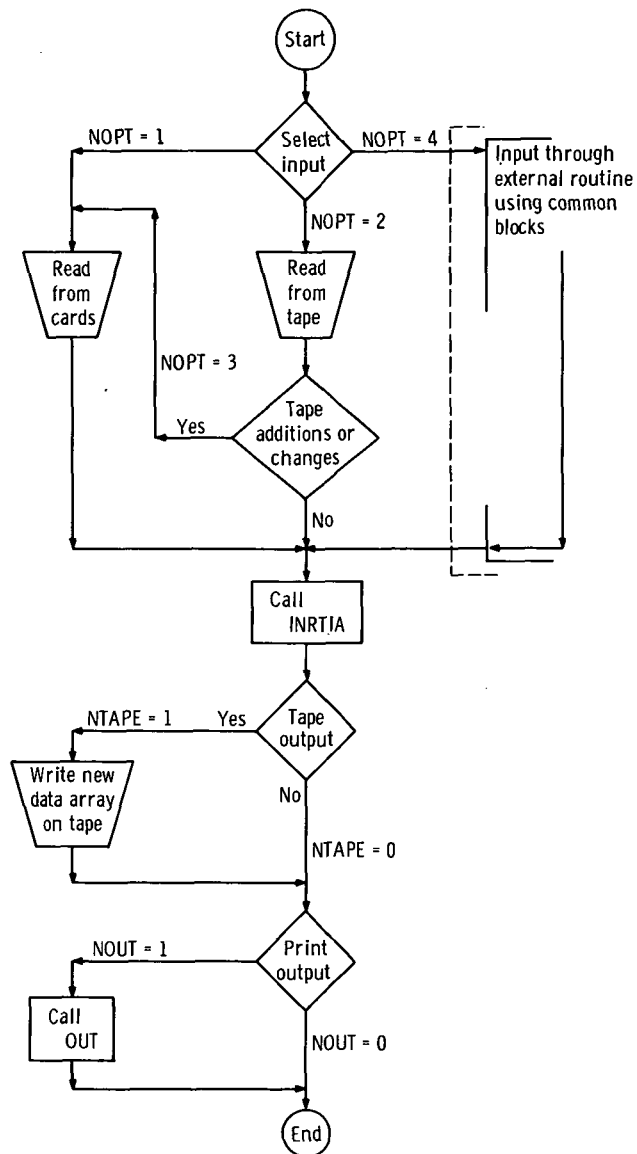 Start
Select
input
NOPT = 1
NOPT = 4
Input through
external routine
using common
blocks
NOPT = 2
Read
from
cards
Read
from
tape
NOPT = 3
Yes
Tape
additions or
changes
No
Call
INRTIA
NTAPE = 1
Yes
Tape
output
Write new
data array
on tape
No
NTAPE = 0
NOUT = 1
Print
output
Call
OUT
NOUT = 0
End